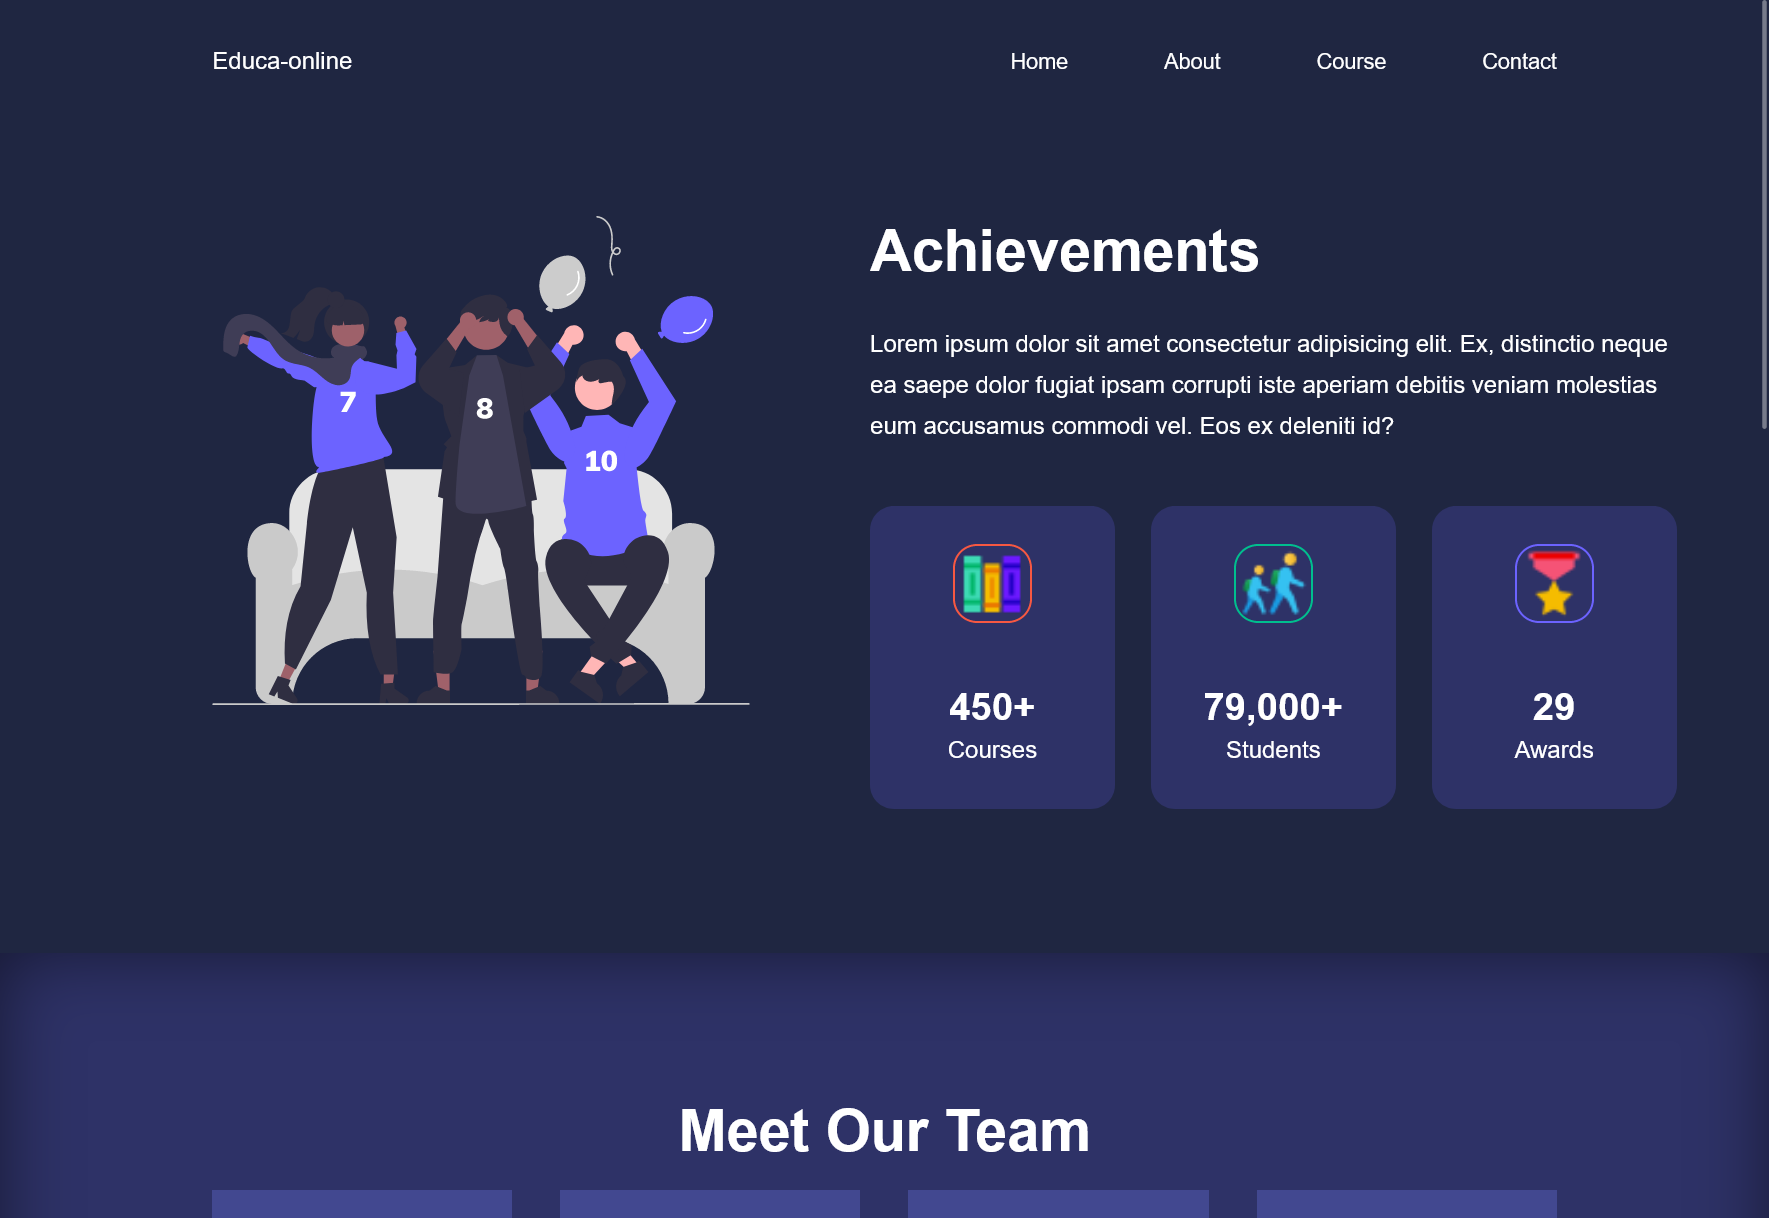 Educa-online
Home
About
Course
Contact
7
8
10
Achievements
Lorem ipsum dolor sit amet consectetur adipisicing elit. Ex, distinctio neque
ea saepe dolor fugiat ipsam corrupti iste aperiam debitis veniam molestias
eum accusamus commodi vel. Eos ex deleniti id?
450+
Courses
79,000+
Students
29
Awards
Meet Our Team